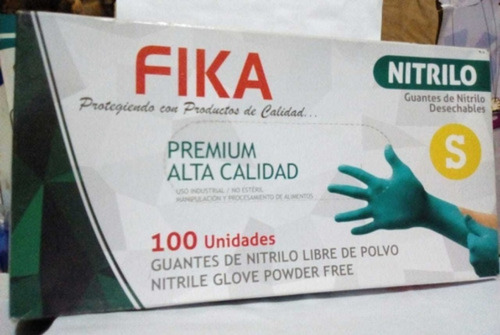 FIKA
Protegiendo con Productos de Calidad...
NITRILO
Guantes de Nitrilo
Desechables
S
PREMIUM
ALTA CALIDAD
USO INDUSTRIAL / NO ESTÉRIL
MANIPULACIÓN Y PROCESAMIENTO DE ALIMENTOS
100 Unidades
GUANTES DE NITRILO LIBRE DE POLVO
NITRILE GLOVE POWDER FREE